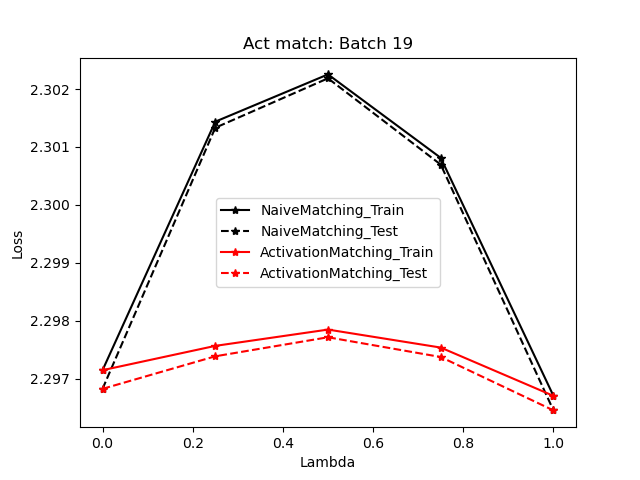 Act match: Batch 19
2.302
2.301
2.300
2.299
2.298
2.297
Loss
NaiveMatching_Train
NaiveMatching_Test
ActivationMatching_Train
ActivationMatching_Test
0.0 0.2 0.4 0.6 0.8 1.0
Lambda